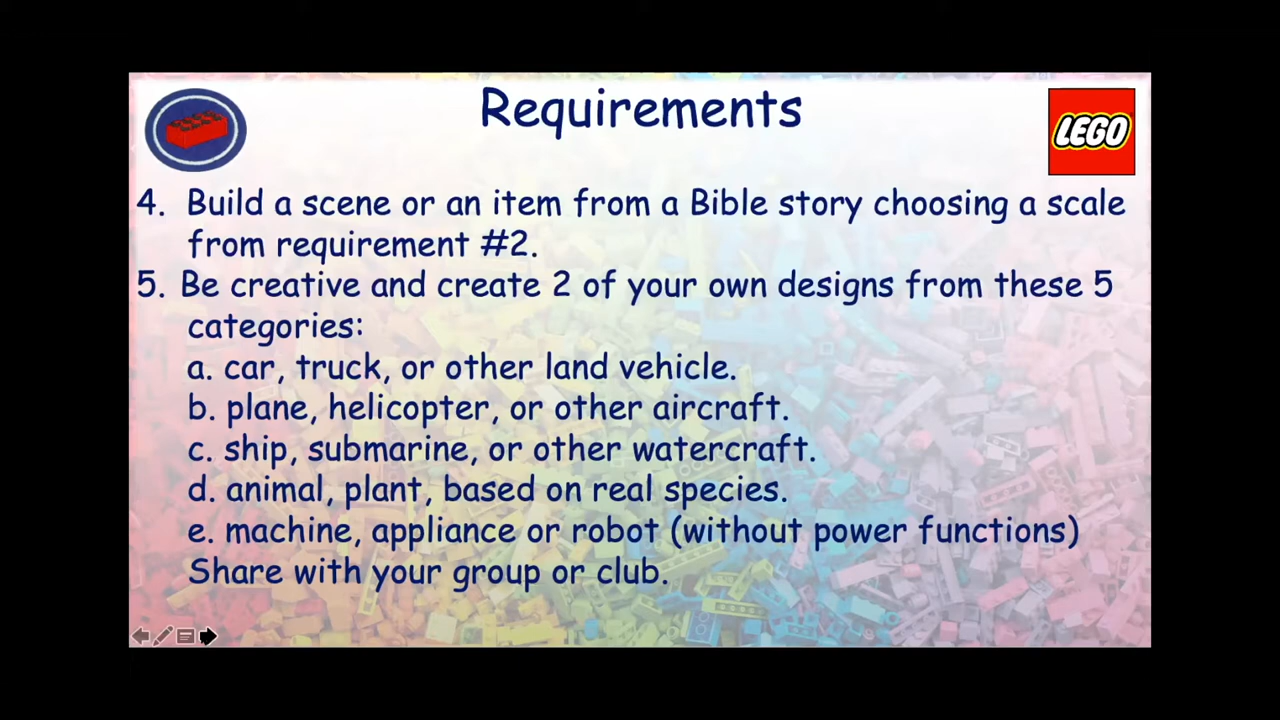 Requirements
LEGO
4. Build a scene or an item from a Bible story choosing a scale
from requirement #2.
5. Be creative and create 2 of your own designs from these 5
categories:
a. car, truck, or other land vehicle.
b. plane, helicopter, or other aircraft.
c. ship, submarine, or other watercraft.
d. animal, plant, based on real species.
e. machine, appliance or robot (without power functions)
Share with your group or club.